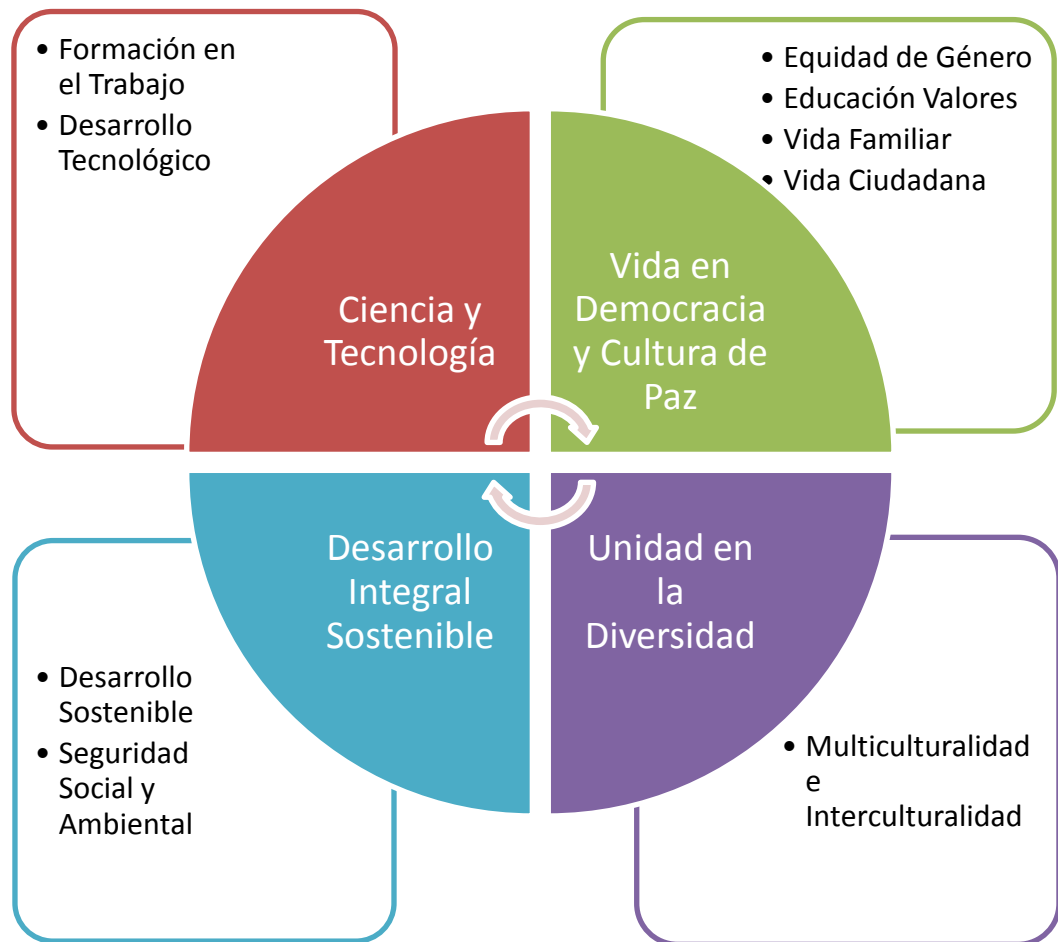 • Formación en
el Trabajo
• Desarrollo
Tecnológico
• Equidad de Género
• Educación Valores
• Vida Familiar
• Vida Ciudadana
Ciencia y
Tecnología
Vida en
Democracia
y Cultura de
Paz
Desarrollo
Integral
Sostenible
Unidad en
la
Diversidad
• Desarrollo
Sostenible
• Seguridad
Social y
Ambiental
• Multiculturalidad
e
Interculturalidad